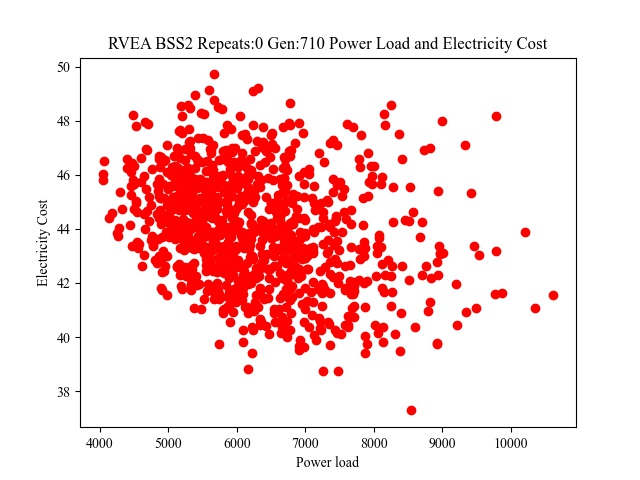 RVEA BSS2 Repeats:0 Gen:710 Power Load and Electricity Cost
50
48
46
44
42
40
38
Electricity Cost
4000 5000 6000 7000 8000 9000 10000
Power load